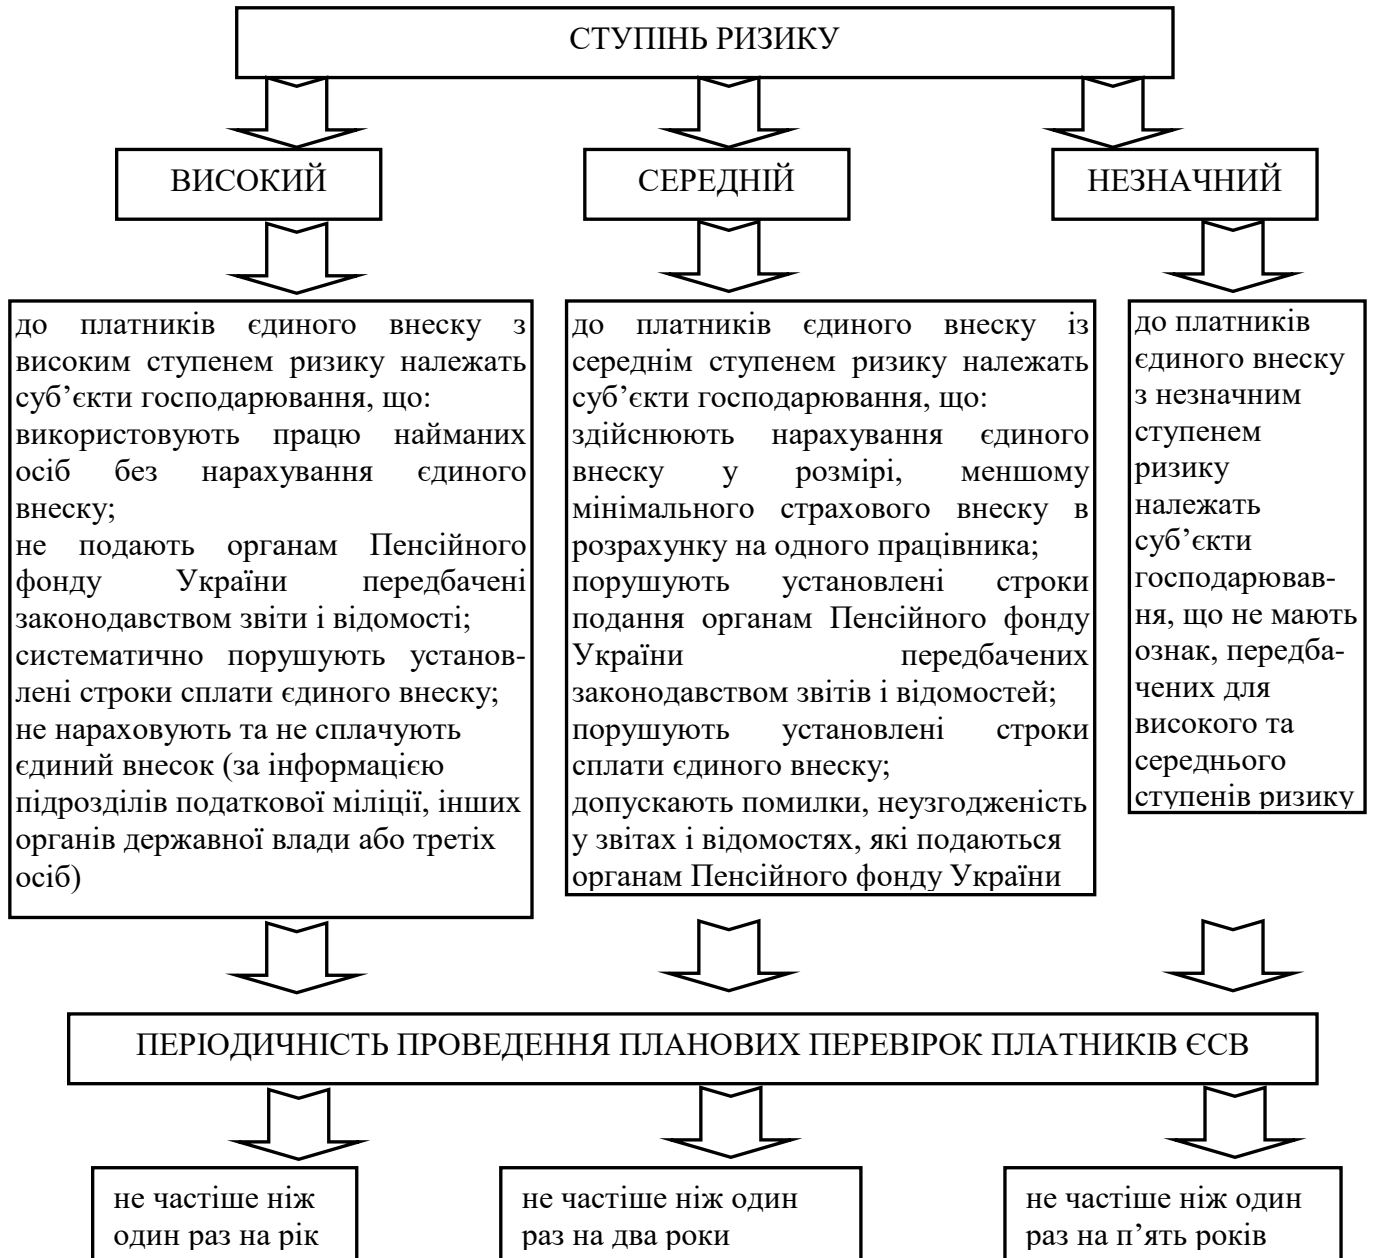 СТУПІНЬ РИЗИКУ
ВИСОКИЙ
СЕРЕДНІЙ
НЕЗНАЧНИЙ
до платників єдиного внеску з
високим ступенем ризику належать
суб’єкти господарювання, що:
використовують працю найманих
осіб без нарахування єдиного
внеску;
не подають органам Пенсійного
фонду України передбачені
законодавством звіти і відомості;
систематично порушують установ-
лені строки сплати єдиного внеску;
не нараховують та не сплачують
єдиний внесок (за інформацією
підрозділів податкової міліції, інших
органів державної влади або третіх
осіб)
до платників єдиного внеску із
середнім ступенем ризику належать
суб’єкти господарювання, що:
здійснюють нарахування єдиного
внеску у розмірі, меншому
мінімального страхового внеску в
розрахунку на одного працівника;
порушують установлені строки
подання органам Пенсійного фонду
України передбачених
законодавством звітів і відомостей;
порушують установлені строки
сплати єдиного внеску;
допускають помилки, неузгодженість
у звітах і відомостях, які подаються
органам Пенсійного фонду України
до платників
єдиного внеску
з незначним
ступенем
ризику
належать
суб’єкти
господарюван-
ня, що не мають
ознак, передба-
чених для
високого та
середнього
ступенів ризику
ПЕРІОДИЧНІСТЬ ПРОВЕДЕННЯ ПЛАНОВИХ ПЕРЕВІРОК ПЛАТНИКІВ ЄСВ
не частіше ніж
один раз на рік
не частіше ніж один
раз на два роки
не частіше ніж один
раз на п’ять років